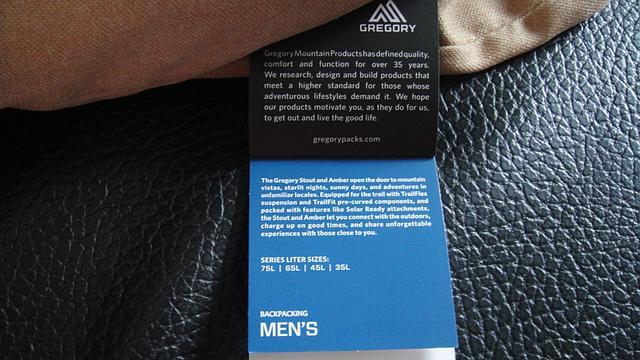 GREGORY
Gregory Mountain Products has defined quality,
comfort and function for over 35 years.
We research, design and build products that
meet a higher standard for those whose
adventurous lifestyles demand it. We hope
our products motivate you, as they do for us,
to get out and live the good life.
gregorypacks.com
The Gregory Stout and Amber open the door to mountain
vistas, starlit nights, sunny days, and adventures in
unfamiliar locales. Equipped for the trail with TrailFlex
suspension and TrailFit pre-curved components, and
packed with features like Solar Ready attachments,
the Stout and Amber let you connect with the outdoors,
charge up on good times, and share unforgettable
experiences with those close to you.
SERIES LITER SIZES:
75L | 65L | 45L | 35L
BACKPACKING
MEN'S